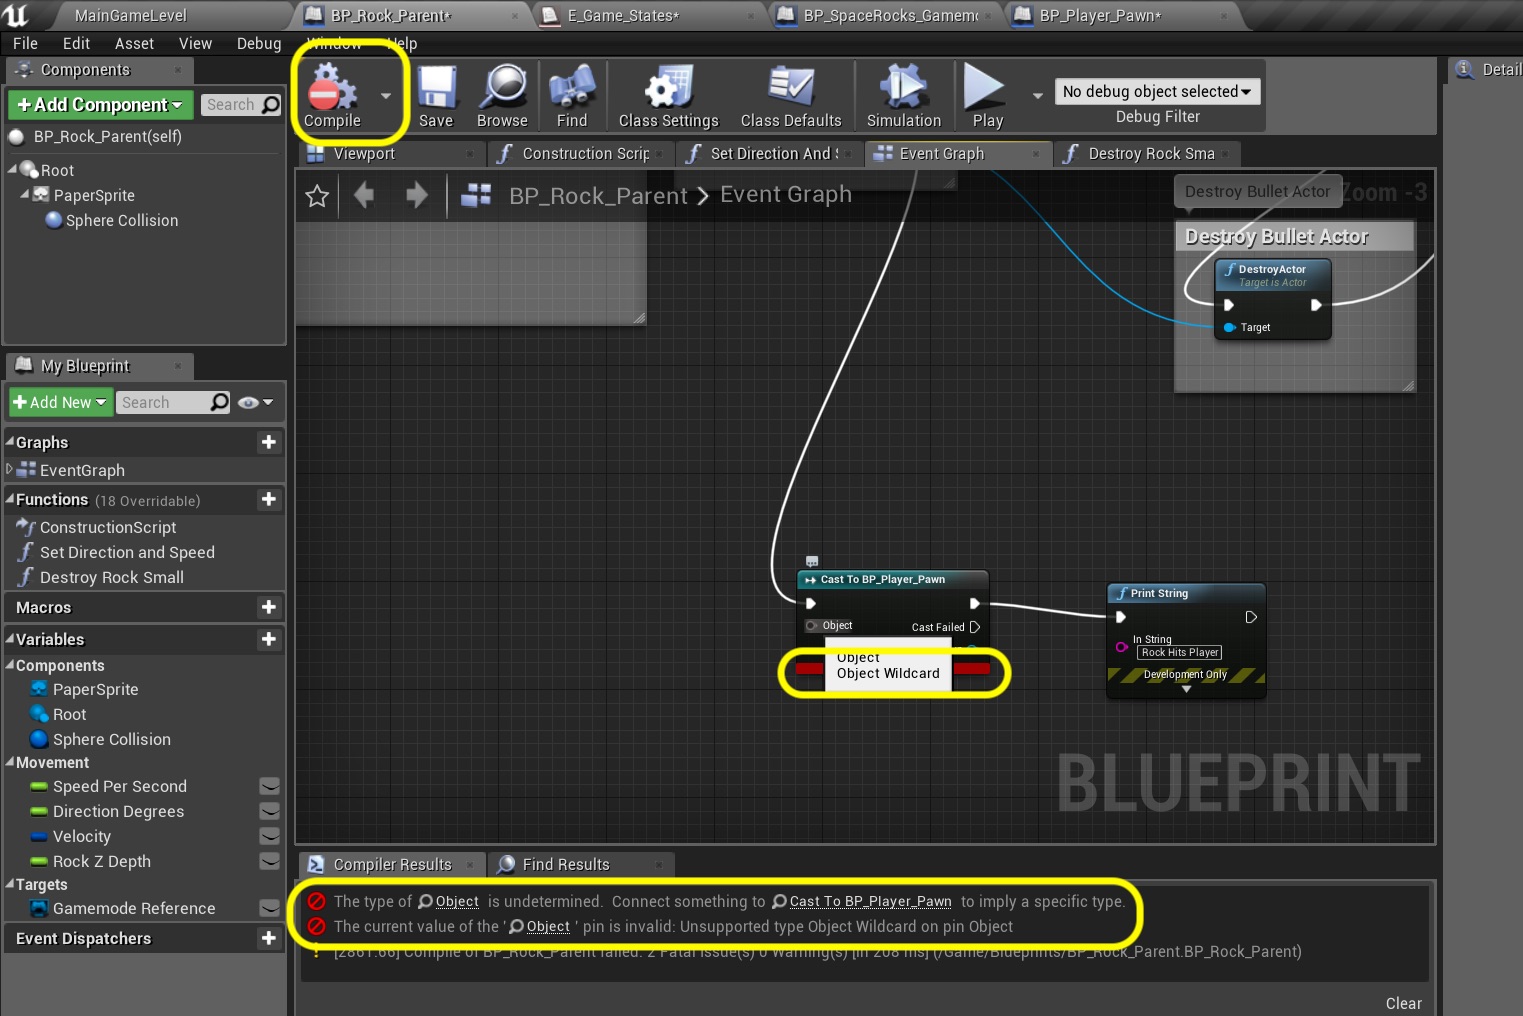 MainGameLevel
BP_Rock_Parent*
E_Game_States*
BP_SpaceRocks_Gamem
BP_Player_Pawn*
File Edit Asset View Debug Window Help
Components
Add Component
Search
BP_Rock_Parent(self)
Root
PaperSprite
Sphere Collision
Compile
Save
Browse
Find
Class Settings
Class Defaults
Simulation
Play
No debug object selected
Debug Filter
Detail
Viewport
Construction Scrip
Set Direction And S
Event Graph
Destroy Rock Sma
BP_Rock_Parent > Event Graph
Zoom -3
Destroy Bullet Actor
Destroy Bullet Actor
DestroyActor
Target is Actor
Target
My Blueprint
Add New
Search
Graphs
EventGraph
Functions (18 Overridable)
ConstructionScript
Set Direction and Speed
Destroy Rock Small
Macros
Variables
Components
PaperSprite
Root
Sphere Collision
Movement
Speed Per Second
Direction Degrees
Velocity
Rock Z Depth
Targets
Gamemode Reference
Event Dispatchers
Cast To BP_Player_Pawn
Object
Cast Failed
Object
Object Wildcard
Print String
In String
Rock Hits Player
Development Only
BLUEPRINT
Compiler Results
Find Results
The type of Object is undetermined. Connect something to Cast To BP_Player_Pawn to imply a specific type.
The current value of the ' Object ' pin is invalid: Unsupported type Object Wildcard on pin Object
[2861.66] Compile of BP_Rock_Parent failed. 2 Fatal Issue(s) 0 Warning(s) [in 208 ms] (/Game/Blueprints/BP_Rock_Parent.BP_Rock_Parent)
Clear